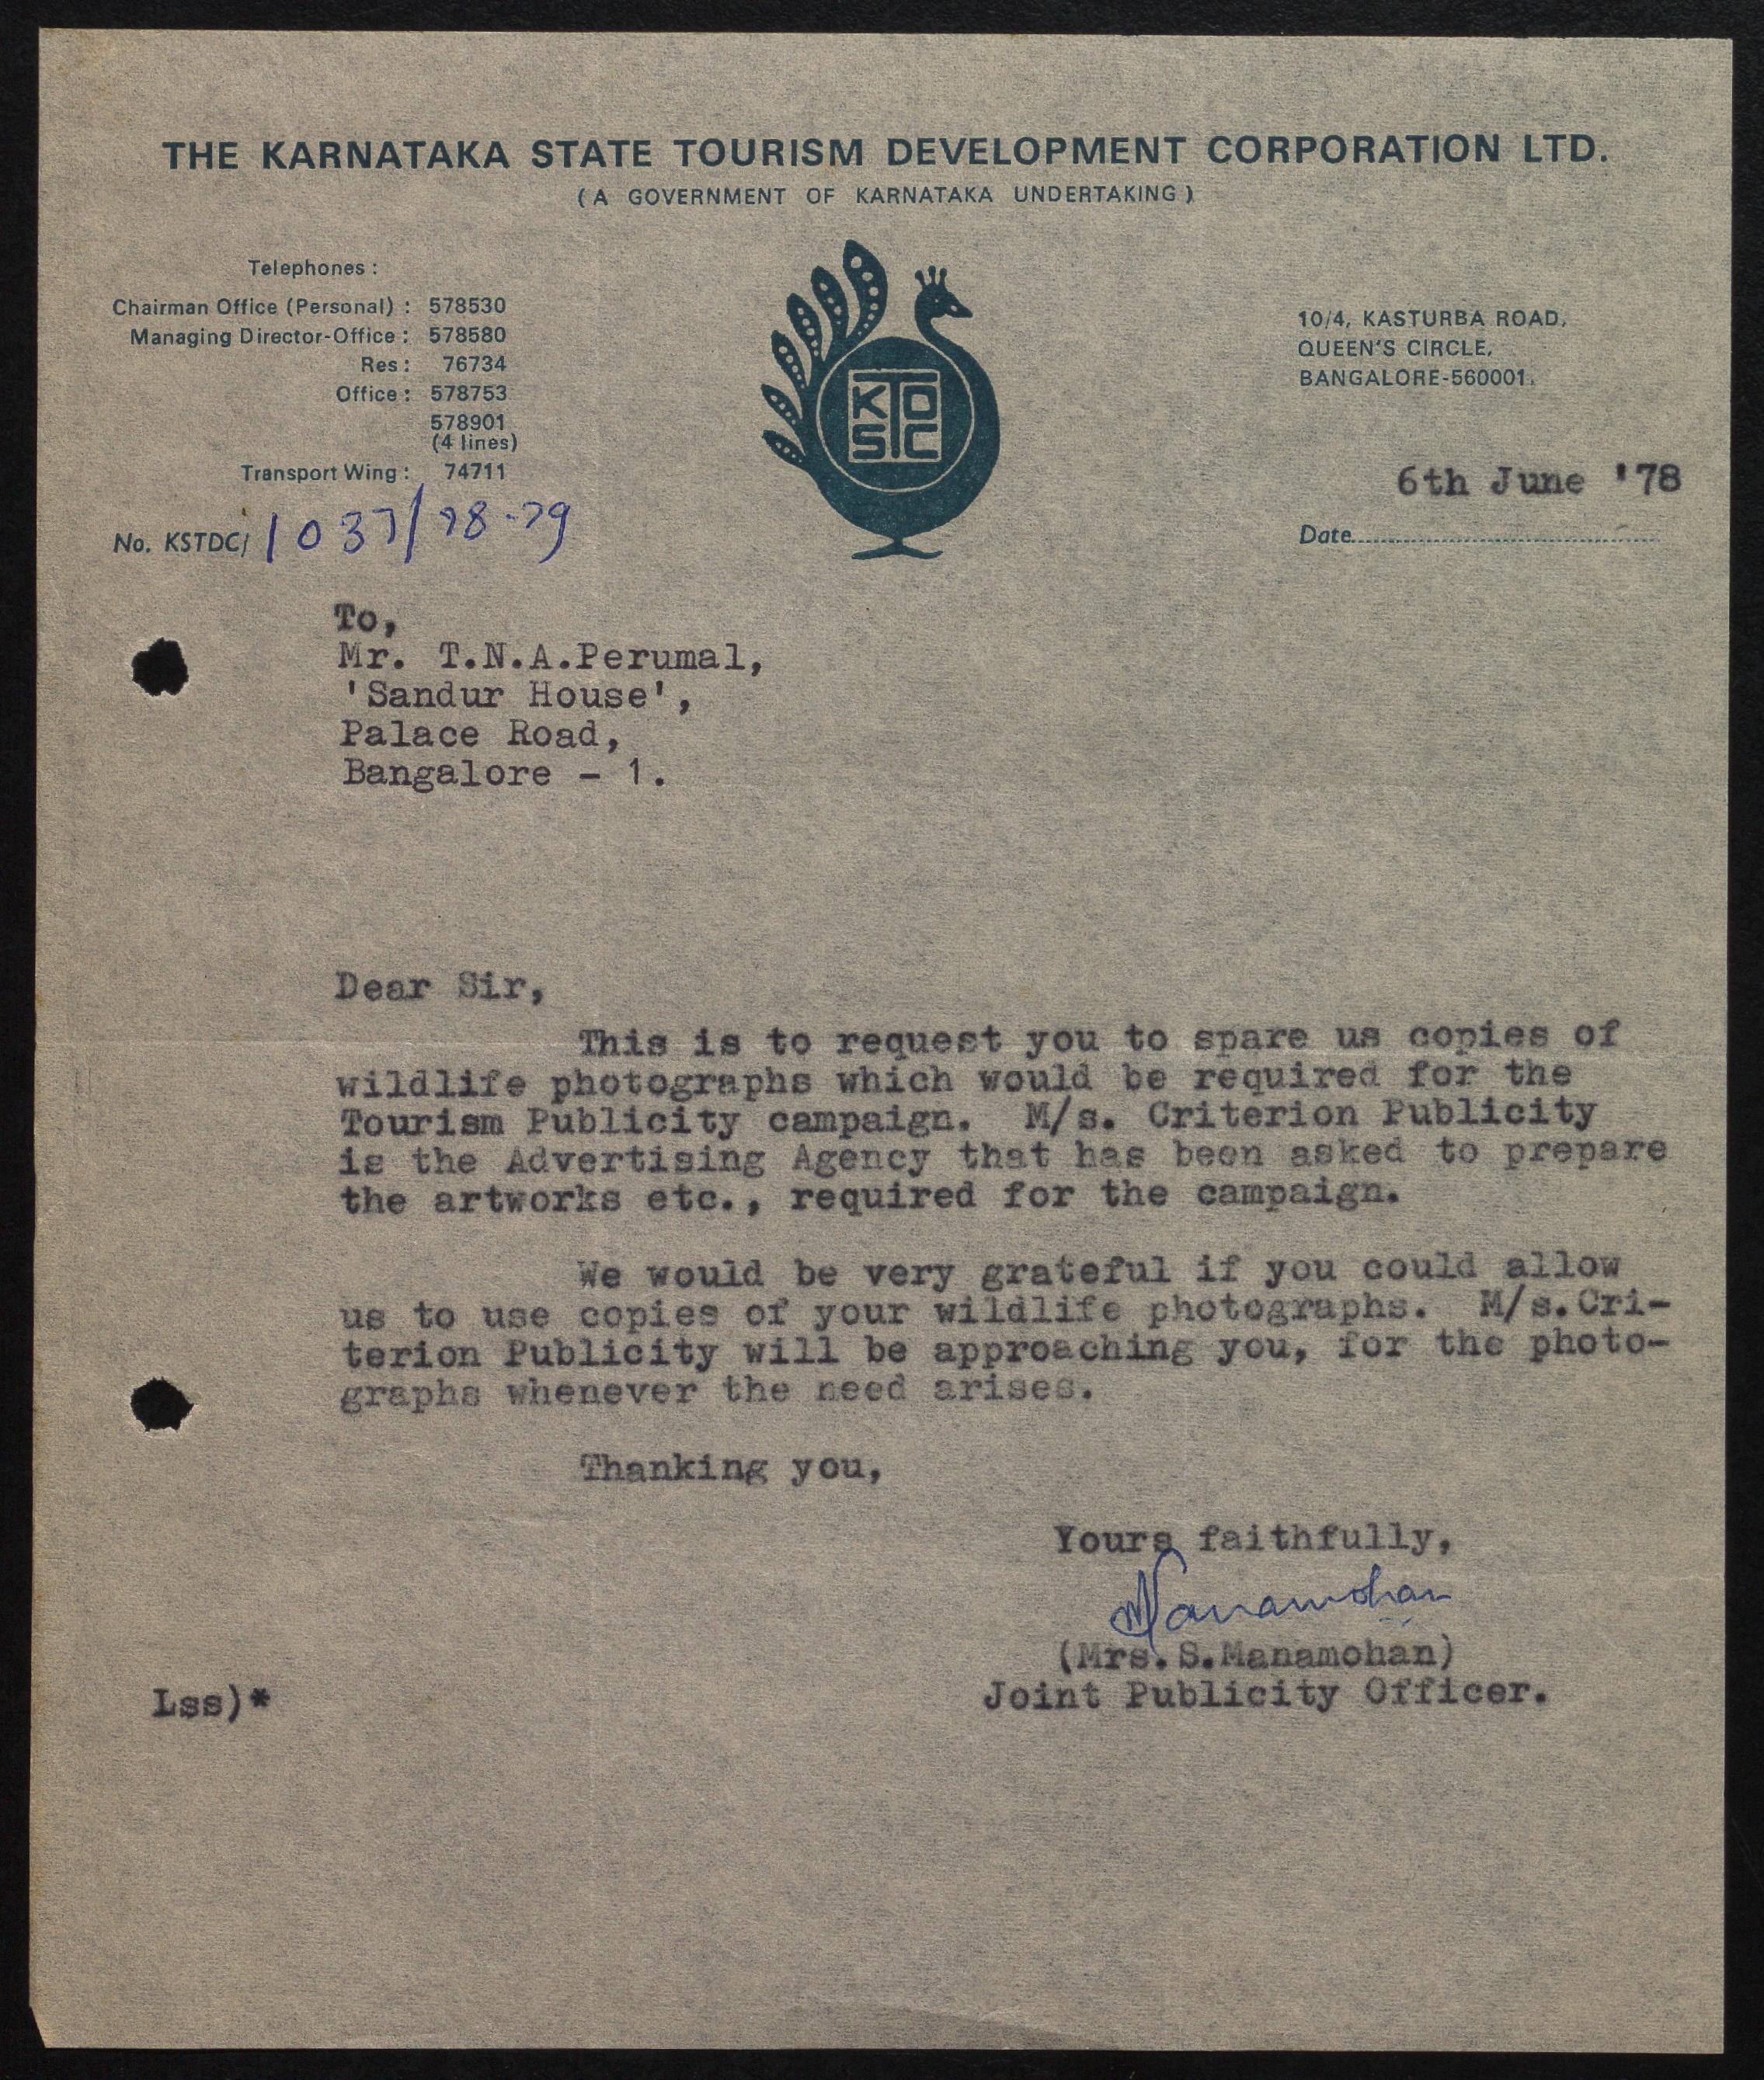 THE KARNATAKA STATE TOURISM DEVELOPMENT CORPORATION LTD.
(A GOVERNMENT OF KARNATAKA UNDERTAKING)
Telephones :
Chairman Office (Personal) : 578530
Managing Director-Office : 578580
Res : 76734
Office : 578753
578901
(4 lines)
Transport Wing : 74711
No. KSTDC/ 1037/78-79
KTDSTC
10/4, KASTURBA ROAD,
QUEEN'S CIRCLE,
BANGALORE-560001.
6th June '78
Date
To,
Mr. T.N.A.Perumal,
'Sandur House',
Palace Road,
Bangalore - 1.
Dear Sir,
This is to request you to spare us copies of
wildlife photographs which would be required for the
Tourism Publicity campaign. M/s. Criterion Publicity
is the Advertising Agency that has been asked to prepare
the artworks etc., required for the campaign.
We would be very grateful if you could allow
us to use copies of your wildlife photographs. M/s.Cri-
terion Publicity will be approaching you, for the photo-
graphs whenever the need arises.
Thanking you,
Yours faithfully,
Manamohan
(Mrs.S.Manamohan)
Joint Publicity Officer.
Lss)*